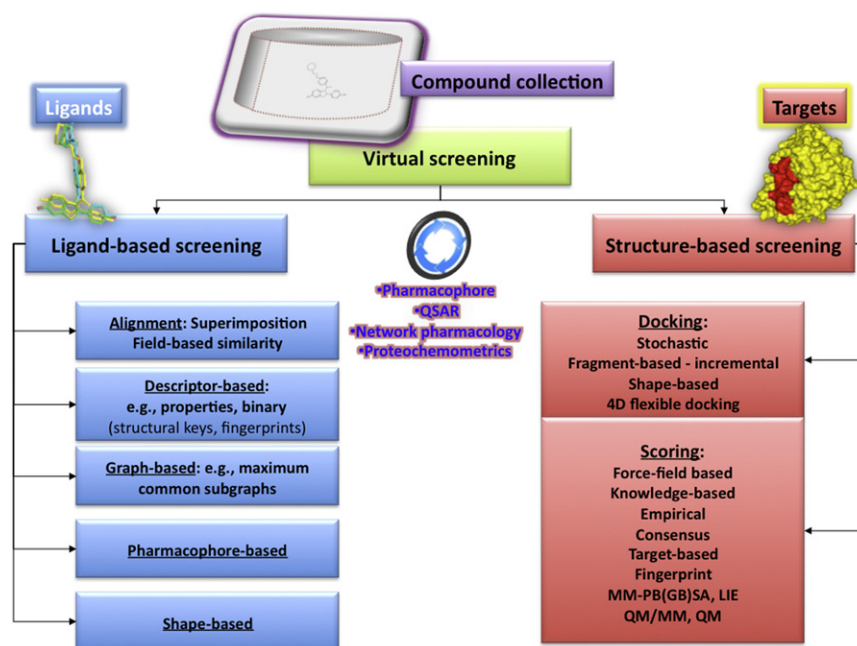 Compound collection
Ligands
Targets
Virtual screening
Ligand-based screening
Structure-based screening
•Pharmacophore
•QSAR
•Network pharmacology
•Proteochemometrics
Alignment: Superimposition
Field-based similarity
Descriptor-based:
e.g., properties, binary
(structural keys, fingerprints)
Graph-based: e.g., maximum
common subgraphs
Pharmacophore-based
Shape-based
Docking:
Stochastic
Fragment-based - incremental
Shape-based
4D flexible docking
Scoring:
Force-field based
Knowledge-based
Empirical
Consensus
Target-based
Fingerprint
MM-PB(GB)SA, LIE
QM/MM, QM